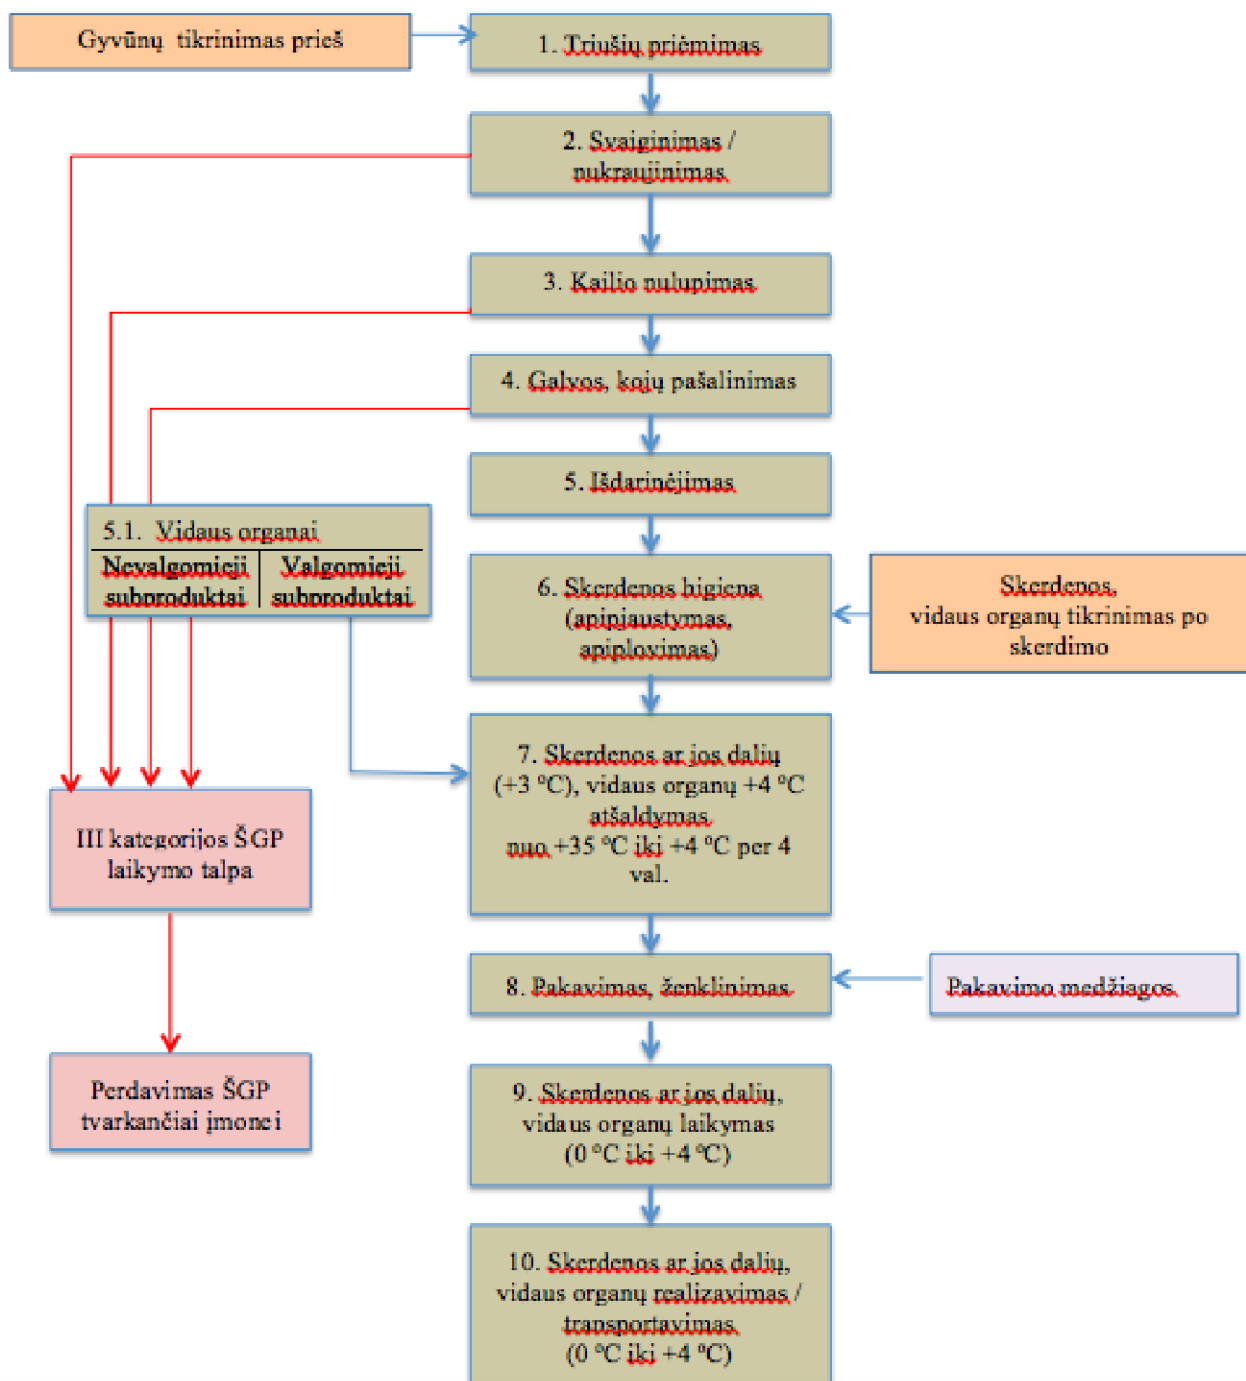 Gyvūnų tikrinimas prieš
1. Triušių priėmimas
2. Svaiginimas /
nukraujinimas
3. Kailio nulupimas
4. Galvos, kojų pašalinimas
5. Išdarinėjimas
5.1. Vidaus organai
Nevalgomieji
subproduktai
Valgomieji
subproduktai
6. Skerdenos higiena
(apipjaustymas,
apiplovimas)
Skerdenos,
vidaus organų tikrinimas po
skerdimo
7. Skerdenos ar jos dalių
(+3 °C), vidaus organų +4 °C
atšaldymas
nuo +35 °C iki +4 °C per 4
val.
III kategorijos ŠGP
laikymo talpa
8. Pakavimas, ženklinimas
Pakavimo medžiagos
Perdavimas ŠGP
tvarkančiai įmonei
9. Skerdenos ar jos dalių,
vidaus organų laikymas
(0 °C iki +4 °C)
10. Skerdenos ar jos dalių,
vidaus organų realizavimas /
transportavimas
(0 °C iki +4 °C)